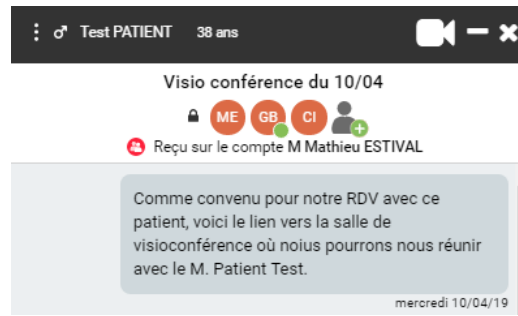 Test PATIENT 38 ans
Visio conférence du 10/04
ME GB CI
Reçu sur le compte M Mathieu ESTIVAL
Comme convenu pour notre RDV avec ce
patient, voici le lien vers la salle de
visioconférence où noius pourrons nous réunir
avec le M. Patient Test.
mercredi 10/04/19